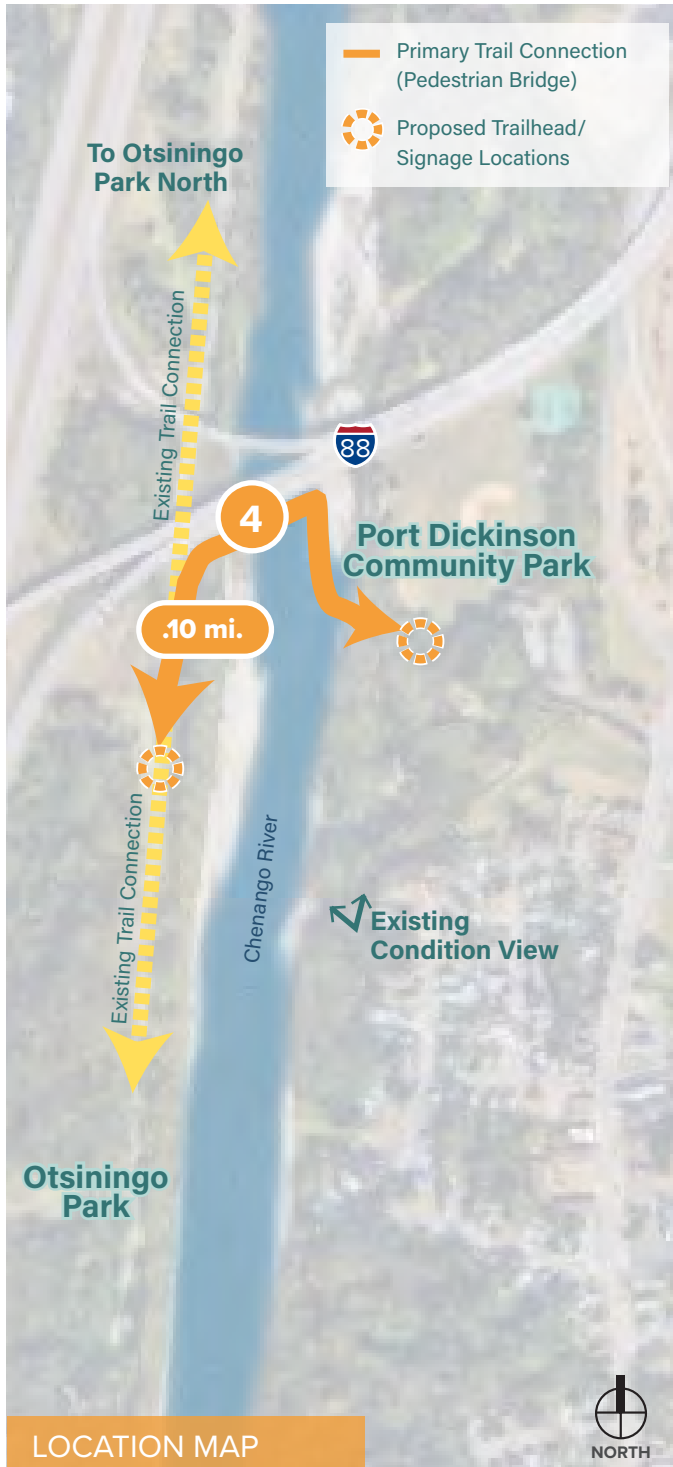 Primary Trail Connection
(Pedestrian Bridge)
Proposed Trailhead/
Signage Locations
To Otsiningo
Park North
Existing Trail Connection
88
4
Port Dickinson
Community Park
.10 mi.
Existing Trail Connection
Chenango River
Existing
Condition View
Otsiningo
Park
LOCATION MAP
NORTH